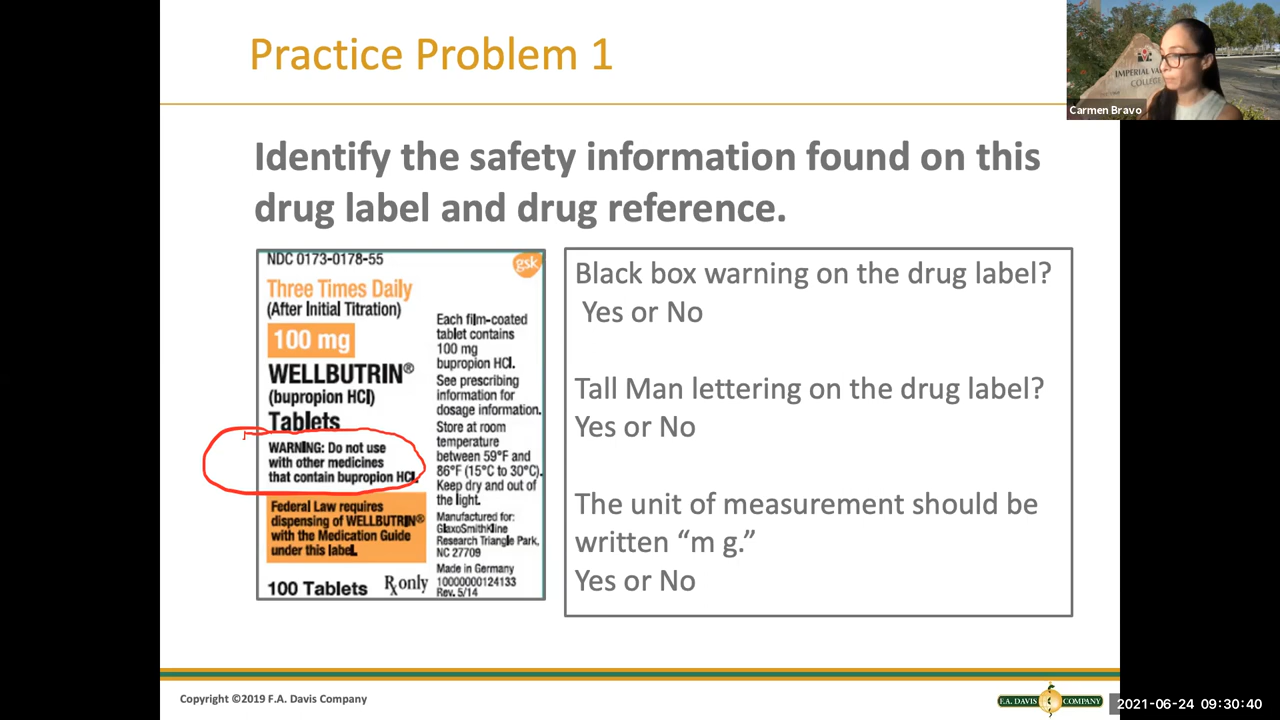 Practice Problem 1
IMPERIAL VA
COLLEGE
Carmen Bravo
Identify the safety information found on this
drug label and drug reference.
NDC 0173-0178-55
gsk
Three Times Daily
(After Initial Titration)
100 mg
WELLBUTRIN®
(bupropion HCl)
Tablets
WARNING: Do not use
with other medicines
that contain bupropion HCl.
Federal Law requires
dispensing of WELLBUTRIN®
with the Medication Guide
under this label.
100 Tablets
Rx only
Each film-coated
tablet contains
100 mg
bupropion HCl.
See prescribing
information for
dosage information.
Store at room
temperature
between 59°F and
86°F (15°C to 30°C).
Keep dry and out of
the light.
Manufactured for:
GlaxoSmithKline
Research Triangle Park,
NC 27709
Made in Germany
10000000124133
Rev. 5/14
Black box warning on the drug label?
Yes or No
Tall Man lettering on the drug label?
Yes or No
The unit of measurement should be
written “m g.”
Yes or No
Copyright ©2019 F.A. Davis Company
F.A. DAVIS COMPANY
2021-06-24 09:30:40